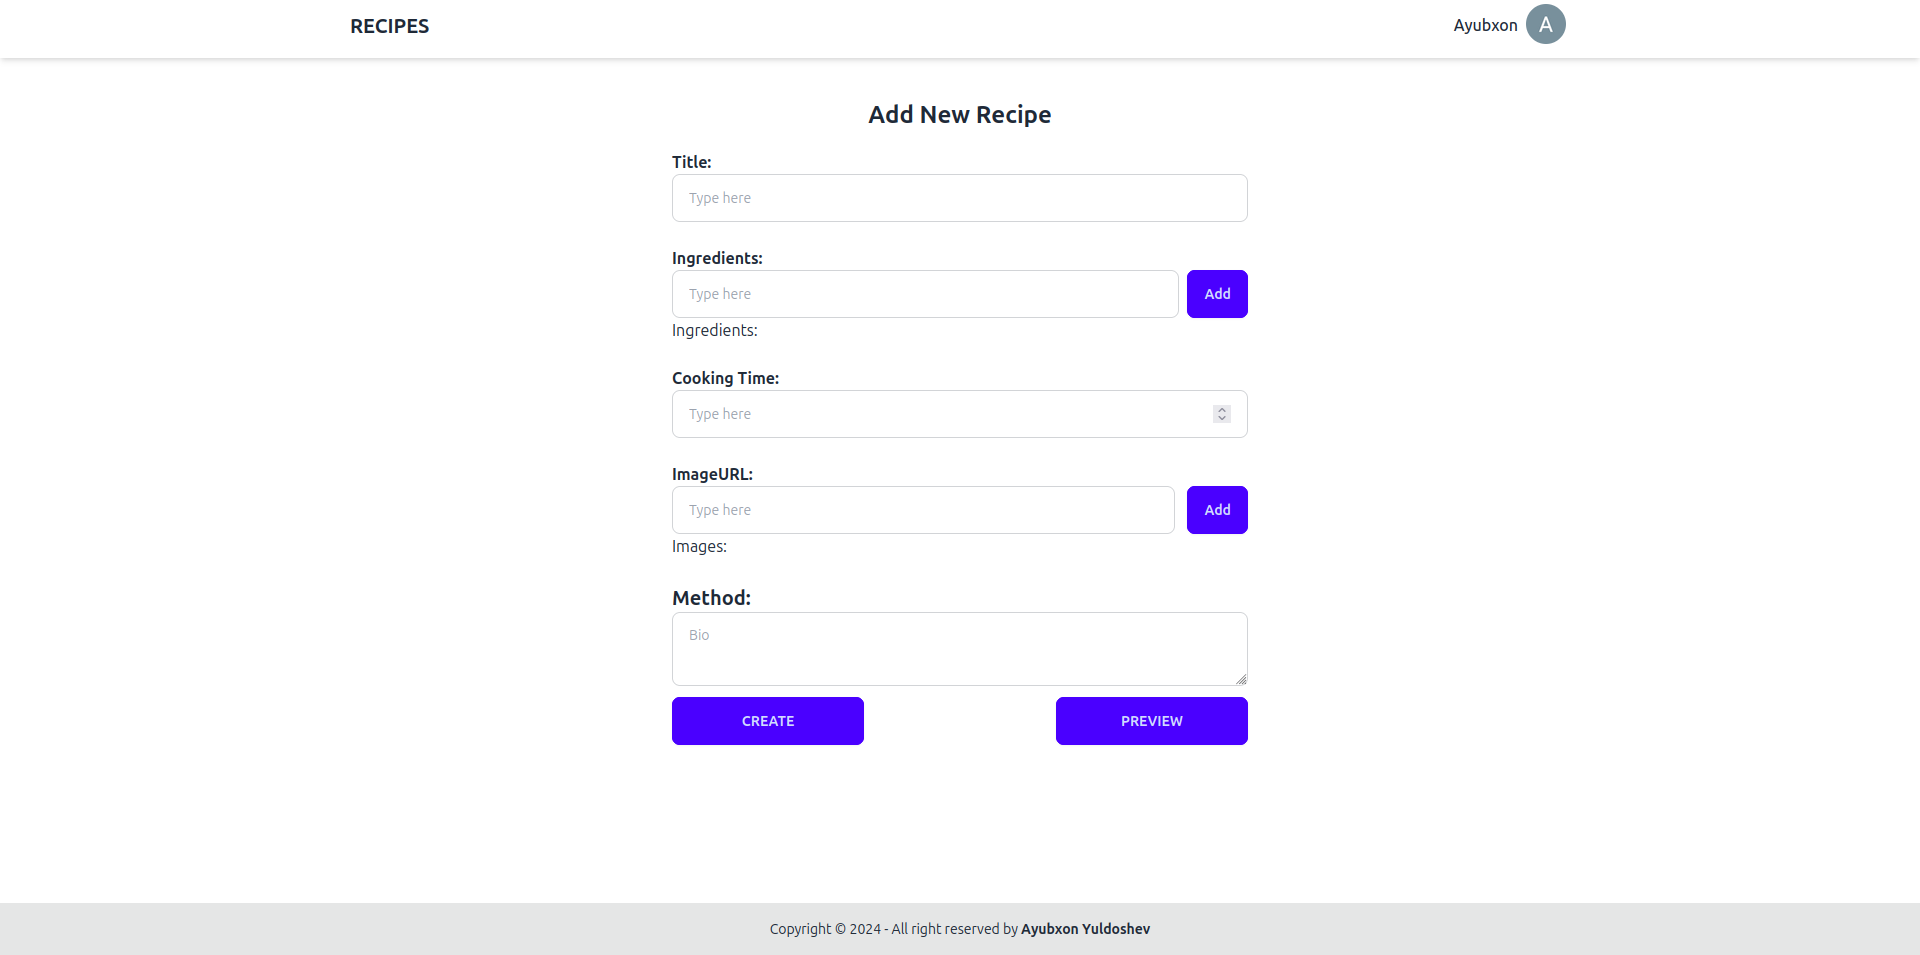 RECIPES
Ayubxon A
Add New Recipe
Title:
Type here
Ingredients:
Type here
Add
Ingredients:
Cooking Time:
Type here
ImageURL:
Type here
Add
Images:
Method:
Bio
CREATE
PREVIEW
Copyright © 2024 - All right reserved by Ayubxon Yuldoshev